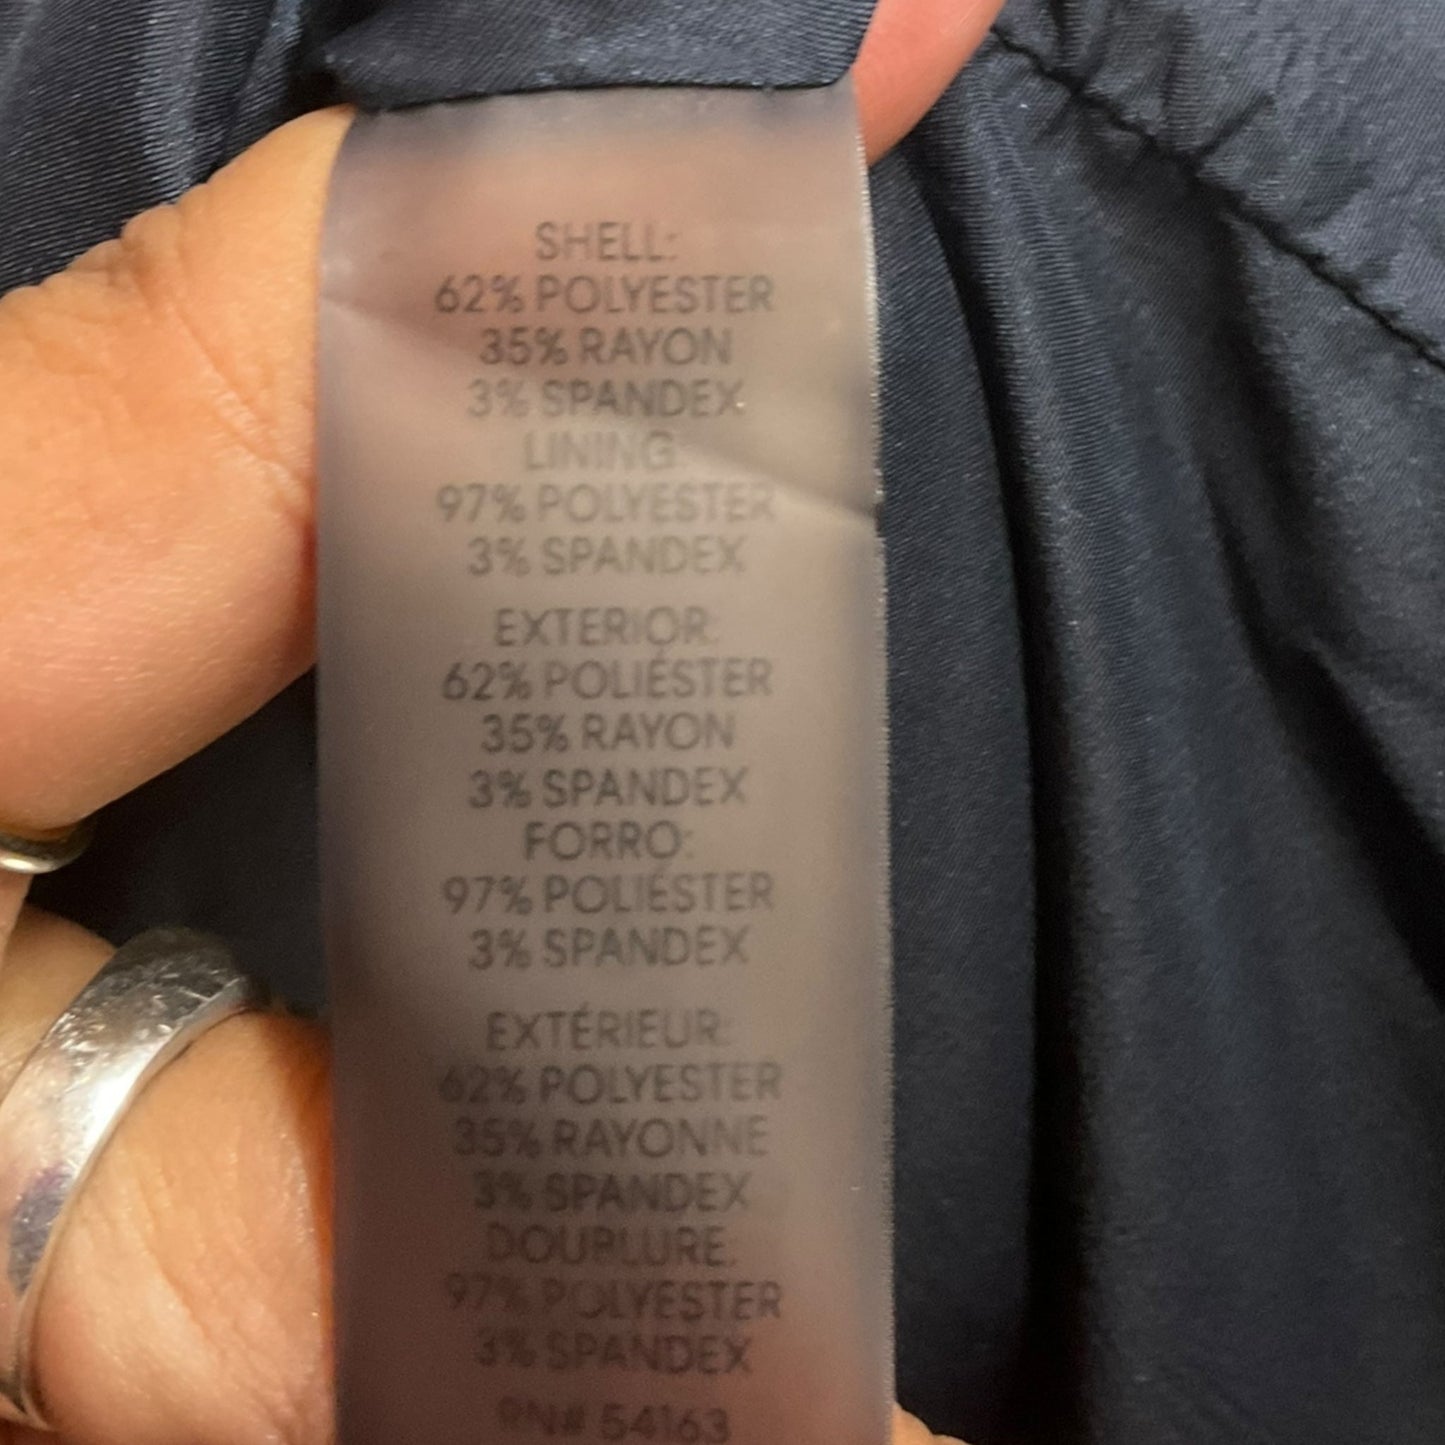 SHELL:
62% POLYESTER
35% RAYON
3% SPANDEX
LINING:
97% POLYESTER
3% SPANDEX
EXTERIOR:
62% POLIÉSTER
35% RAYON
3% SPANDEX
FORRO:
97% POLIÉSTER
3% SPANDEX
EXTÉRIEUR:
62% POLYESTER
35% RAYONNE
3% SPANDEX
DOUBLURE:
97% POLYESTER
3% SPANDEX
RN# 54163